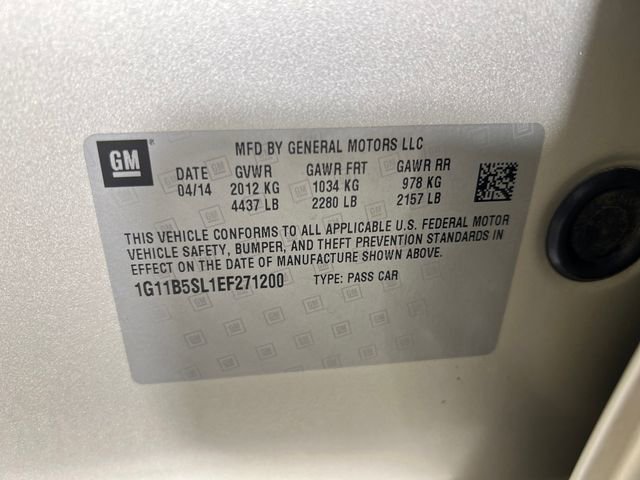 GM
MFD BY GENERAL MOTORS LLC
DATE GVWR GAWR FRT GAWR RR
04/14 2012 KG 1034 KG 978 KG
4437 LB 2280 LB 2157 LB
THIS VEHICLE CONFORMS TO ALL APPLICABLE U.S. FEDERAL MOTOR
VEHICLE SAFETY, BUMPER, AND THEFT PREVENTION STANDARDS IN
EFFECT ON THE DATE OF MANUFACTURE SHOWN ABOVE.
1G11B5SL1EF271200 TYPE: PASS CAR